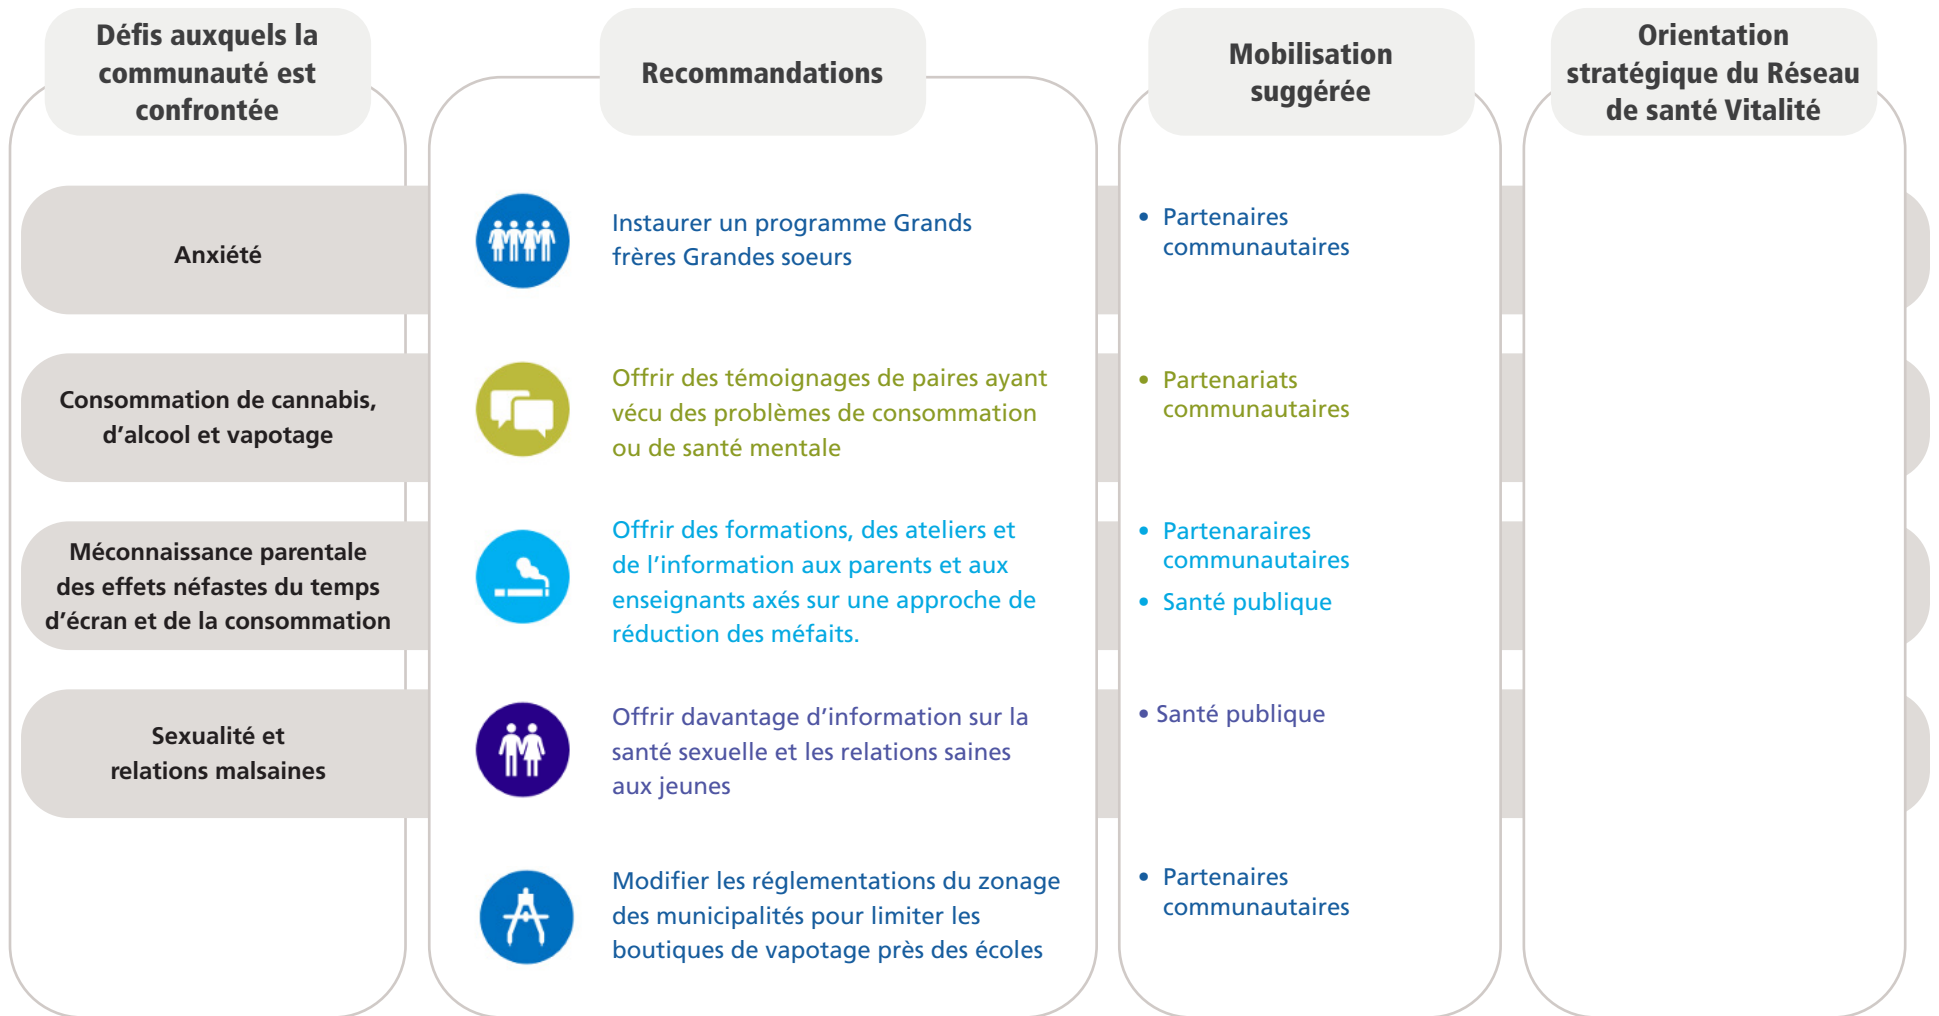 Défis auxquels la
communauté est
confrontée
Recommandations
Mobilisation
suggérée
Orientation
stratégique du Réseau
de santé Vitalité
Anxiété
Instaurer un programme Grands
frères Grandes soeurs
• Partenaires
communautaires
Consommation de cannabis,
d'alcool et vapotage
Offrir des témoignages de paires ayant
vécu des problèmes de consommation
ou de santé mentale
• Partenariats
communautaires
Méconnaissance parentale
des effets néfastes du temps
d'écran et de la consommation
Offrir des formations, des ateliers et
de l'information aux parents et aux
enseignants axés sur une approche de
réduction des méfaits.
• Partenaraires
communautaires
• Santé publique
Sexualité et
relations malsaines
Offrir davantage d'information sur la
santé sexuelle et les relations saines
aux jeunes
• Santé publique
Modifier les réglementations du zonage
des municipalités pour limiter les
boutiques de vapotage près des écoles
• Partenaires
communautaires